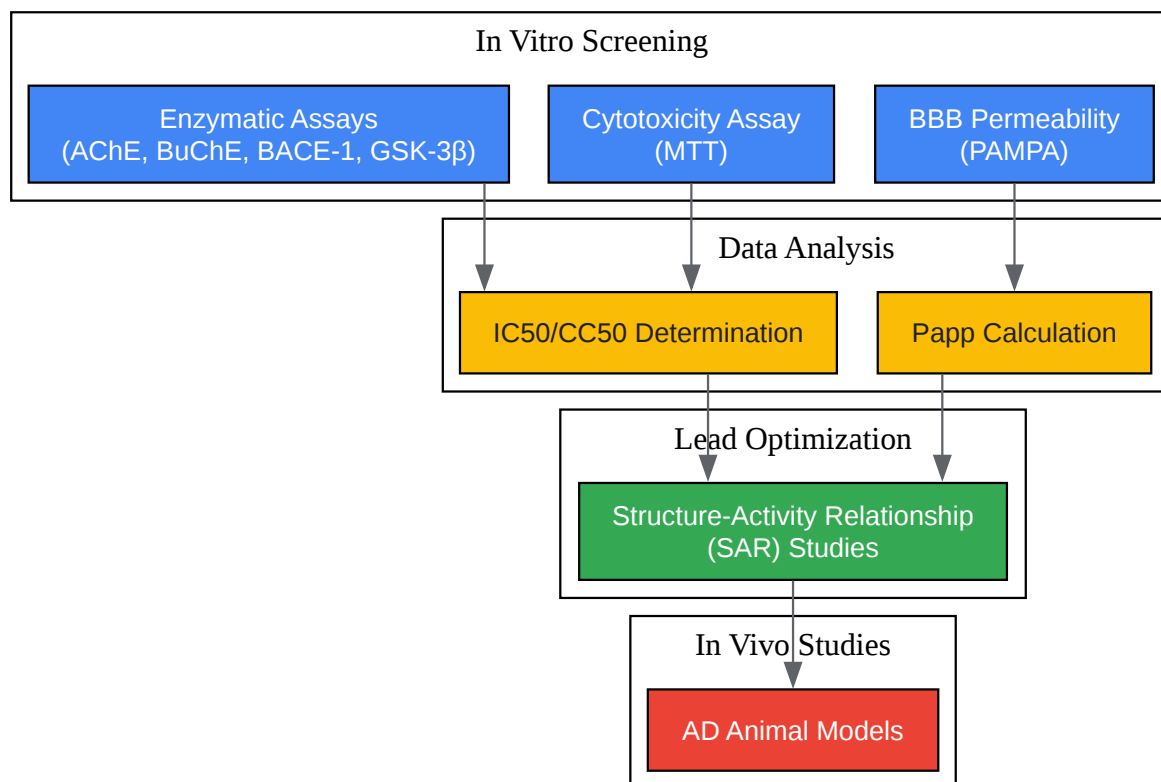 In Vitro Screening
Enzymatic Assays
(AChE, BuChE, BACE-1, GSK-3β)
Cytotoxicity Assay
(MTT)
BBB Permeability
(PAMPA)
Data Analysis
IC50/CC50 Determination
Papp Calculation
Lead Optimization
Structure-Activity Relationship
(SAR) Studies
In Vivo Studies
AD Animal Models